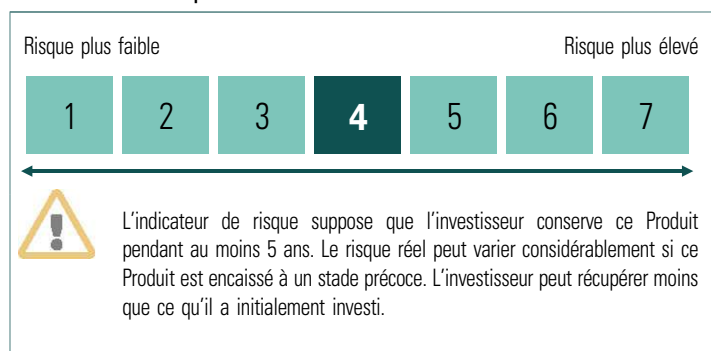 Risque plus faible Risque plus élevé
1 2 3 4 5 6 7
L'indicateur de risque suppose que l'investisseur conserve ce Produit
pendant au moins 5 ans. Le risque réel peut varier considérablement si ce
Produit est encaissé à un stade précoce. L'investisseur peut récupérer moins
que ce qu'il a initialement investi.